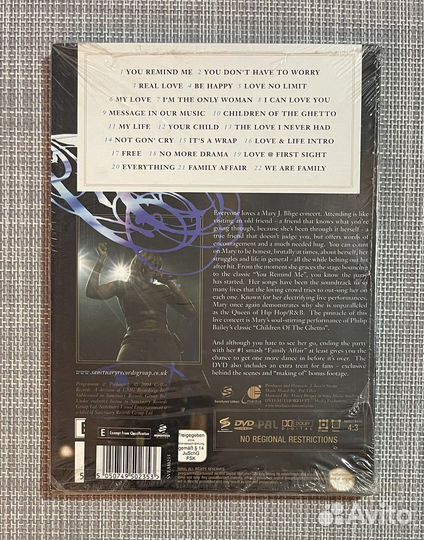 1 YOU REMIND ME 2 YOU DON'T HAVE TO WORRY
3 REAL LOVE 4 BE HAPPY 5 LOVE NO LIMIT
6 MY LOVE 7 I'M THE ONLY WOMAN 8 I CAN LOVE YOU
9 MESSAGE IN OUR MUSIC 10 CHILDREN OF THE GHETTO
11 MY LIFE 12 YOUR CHILD 13 THE LOVE I NEVER HAD
14 NOT GON' CRY 15 IT'S A WRAP 16 LOVE & LIFE INTRO
17 FREE 18 NO MORE DRAMA 19 LOVE @ FIRST SIGHT
20 EVERYTHING 21 FAMILY AFFAIR 22 WE ARE FAMILY
Everyone loves a Mary J. Blige concert. Attending is like
visiting an old friend – a friend that knows what you're
going through, because she's been through it herself – a
true friend that doesn't judge you, but offers words of
encouragement and a much needed hug. You can count
on Mary to be honest, brutally at times, about herself, her
struggles and life in general – all the while belting out hit
after hit. From the moment she graces the stage bouncing
to the classic "You Remind Me", you know the party
has started. Her songs have been the soundtrack to so
many lives that the loving crowd tries to out-sing her on
each one. Known for her electrifying live performances,
Mary once again demonstrates why she is unparalleled
as the Queen of Hip Hop/R&B. The pinnacle of this
live concert is Mary's soul-stirring performance of Philip
Bailey's classic "Children Of The Ghetto".
And although you hate to see her go, ending the party
with her #1 smash "Family Affair" at least gives you the
chance to get one more dance in before it's over. The
DVD also includes an extra treat for fans – exclusive
behind the scenes and "making of" bonus footage.
www.sanctuaryrecordsgroup.co.uk
E Exempt from Classification
Freigegeben
gemäß § 14
JuSchG
FSK
5 050749 502353
SVE3023
DVD PAL DOLBY 4:3
NO REGIONAL RESTRICTIONS
Avito